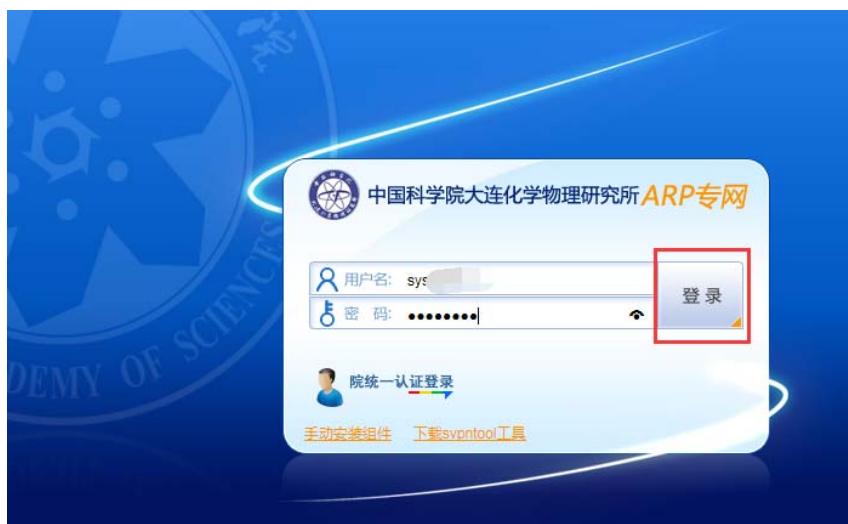 中国科学院大连化学物理研究所 ARP专网
用户名: sys
密 码: ••••••••
登 录
院统一认证登录
手动安装组件 下载svpntool工具
DEMY OF SCIENCES